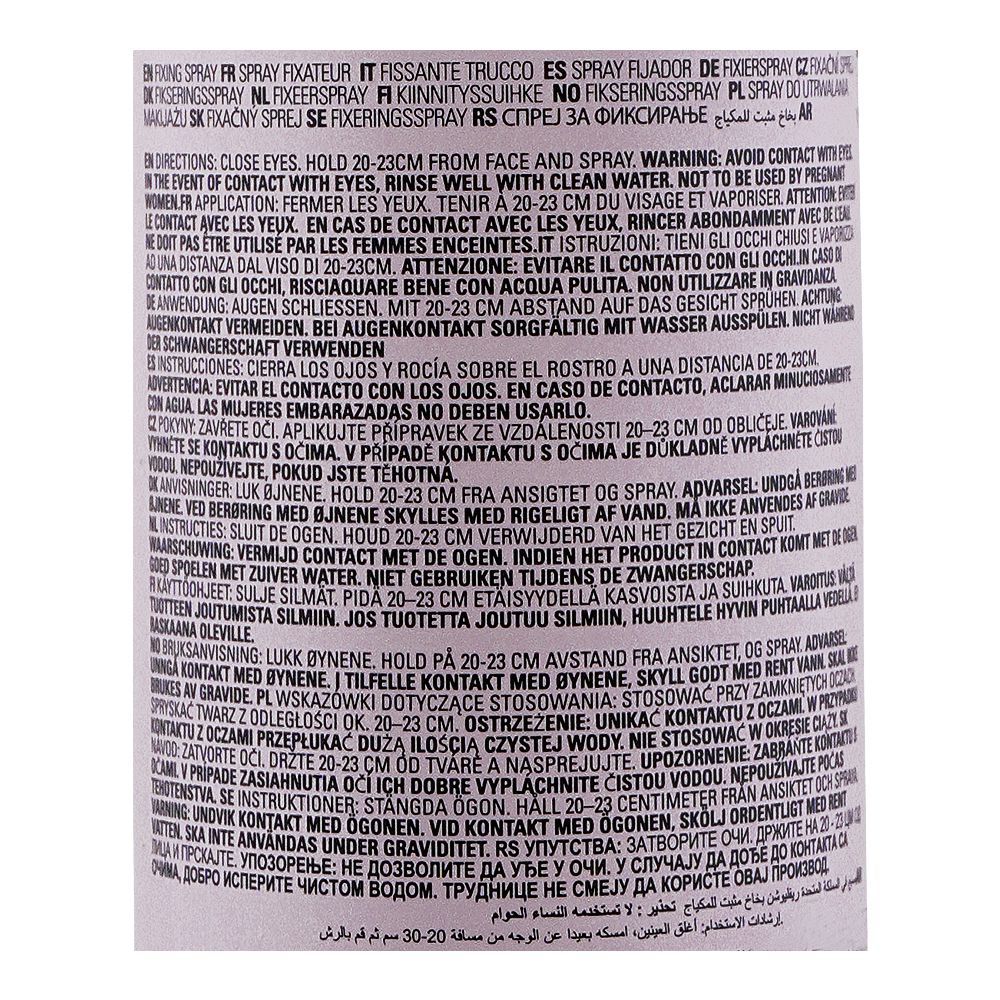 EN FIXING SPRAY FR SPRAY FIXATEUR IT FISSANTE TRUCCO ES SPRAY FIJADOR DE FIXIERSPRAY CZ FIXAČNÍ
DK FIKSERINGSSPRAY NL FIXEERSPRAY FI KIINNITYSSUIHKE NO FIKSERINGSSPRAY PL SPRAY DO UTRWALANIA
MAKIJAŻU SK FIXAČNÝ SPREJ SE FIXERINGSSPRAY RS СПРЕЈ ЗА ФИКСИРАЊЕ بخاخ مثبت للمكياج AR
EN DIRECTIONS: CLOSE EYES. HOLD 20-23CM FROM FACE AND SPRAY. WARNING: AVOID CONTACT WITH EYES.
IN THE EVENT OF CONTACT WITH EYES, RINSE WELL WITH CLEAN WATER. NOT TO BE USED BY PREGNANT
WOMEN.FR APPLICATION: FERMER LES YEUX. TENIR À 20-23 CM DU VISAGE ET VAPORISER. ATTENTION: ÉVITER
LE CONTACT AVEC LES YEUX. EN CAS DE CONTACT AVEC LES YEUX, RINCER ABONDAMMENT AVEC DE L'EAU.
NE DOIT PAS ÊTRE UTILISÉ PAR LES FEMMES ENCEINTES.IT ISTRUZIONI: TIENI GLI OCCHI CHIUSI E VAPORIZZA
AD UNA DISTANZA DAL VISO DI 20-23CM. ATTENZIONE: EVITARE IL CONTATTO CON GLI OCCHI.IN CASO DI
CONTATTO CON GLI OCCHI, RISCIAQUARE BENE CON ACQUA PULITA. NON UTILIZZARE IN GRAVIDANZA.
DE ANWENDUNG: AUGEN SCHLIESSEN. MIT 20-23 CM ABSTAND AUF DAS GESICHT SPRÜHEN. ACHTUNG:
AUGENKONTAKT VERMEIDEN. BEI AUGENKONTAKT SORGFÄLTIG MIT WASSER AUSSPÜLEN. NICHT WÄHREND
DER SCHWANGERSCHAFT VERWENDEN
ES INSTRUCCIONES: CIERRA LOS OJOS Y ROCÍA SOBRE EL ROSTRO A UNA DISTANCIA DE 20-23CM.
ADVERTENCIA: EVITAR EL CONTACTO CON LOS OJOS. EN CASO DE CONTACTO, ACLARAR MINUCIOSAMENTE
CON AGUA. LAS MUJERES EMBARAZADAS NO DEBEN USARLO.
CZ POKYNY: ZAVŘETE OČI. APLIKUJTE PŘÍPRAVEK ZE VZDÁLENOSTI 20–23 CM OD OBLIČEJE. VAROVÁNÍ:
VYHNĚTE SE KONTAKTU S OČIMA. V PŘÍPADĚ KONTAKTU S OČIMA JE DŮKLADNĚ VYPLÁCHNĚTE ČISTOU
VODOU. NEPOUŽÍVEJTE, POKUD JSTE TĚHOTNÁ.
DK ANVISNINGER: LUK ØJNENE. HOLD 20-23 CM FRA ANSIGTET OG SPRAY. ADVARSEL: UNDGÅ BERØRING MED
ØJNENE. VED BERØRING MED ØJNENE SKYLLES MED RIGELIGT AF VAND. MÅ IKKE ANVENDES AF GRAVIDE.
NL INSTRUCTIES: SLUIT DE OGEN. HOUD 20-23 CM VERWIJDERD VAN HET GEZICHT EN SPUIT.
WAARSCHUWING: VERMIJD CONTACT MET DE OGEN. INDIEN HET PRODUCT IN CONTACT KOMT MET DE OGEN,
GOED SPOELEN MET ZUIVER WATER. NIET GEBRUIKEN TIJDENS DE ZWANGERSCHAP.
FI KÄYTTÖOHJEET: SULJE SILMÄT. PIDÄ 20–23 CM ETÄISYYDELLÄ KASVOISTA JA SUIHKUTA. VAROITUS: VÄLTÄ
TUOTTEEN JOUTUMISTA SILMIIN. JOS TUOTETTA JOUTUU SILMIIN, HUUHTELE HYVIN PUHTAALLA VEDELLÄ.
RASKAANA OLEVILLE.
NO BRUKSANVISNING: LUKK ØYNENE. HOLD PÅ 20-23 CM AVSTAND FRA ANSIKTET, OG SPRAY. ADVARSEL:
UNNGÅ KONTAKT MED ØYNENE. I TILFELLE KONTAKT MED ØYNENE, SKYLL GODT MED RENT VANN. SKAL IKKE
BRUKES AV GRAVIDE. PL WSKAZÓWKI DOTYCZĄCE STOSOWANIA: STOSOWAĆ PRZY ZAMKNIĘTYCH OCZACH.
SPRYSKAĆ TWARZ Z ODLEGŁOŚCI OK. 20–23 CM. OSTRZEŻENIE: UNIKAĆ KONTAKTU Z OCZAMI. W PRZYPADKU
KONTAKTU Z OCZAMI PRZEPŁUKAĆ DUŻĄ ILOŚCIĄ CZYSTEJ WODY. NIE STOSOWAĆ W OKRESIE CIĄŻY. SK
NÁVOD: ZATVORTE OČI. DRŽTE 20-23 CM OD TVÁRE A NASPREJUJTE. UPOZORNENIE: ZABRÁŇTE KONTAKTU S
OČAMI. V PRÍPADE ZASIAHNUTIA OČÍ ICH DOBRE VYPLÁCHNITE ČISTOU VODOU. NEPOUŽÍVAJTE POČAS
TEHOTENSTVA. SE INSTRUKTIONER: STÄNGDA ÖGON. HÅLL 20–23 CENTIMETER FRÅN ANSIKTET OCH SPRAYA.
VARNING: UNDVIK KONTAKT MED ÖGONEN. VID KONTAKT MED ÖGONEN, SKÖLJ ORDENTLIGT MED RENT
VATTEN. SKA INTE ANVÄNDAS UNDER GRAVIDITET. RS УПУТСТВА: ЗАТВОРИТЕ ОЧИ. ДРЖИТЕ НА 20 - 23
ЛИЦА И ПРСКАЈТЕ. УПОЗОРЕЊЕ: НЕ ДОЗВОЛИТЕ ДА УЂЕ У ОЧИ. У СЛУЧАЈУ ДА ДОЂЕ ДО КОНТАКТА СА
ОЧИМА, ДОБРО ИСПЕРИТЕ ЧИСТОМ ВОДОМ. ТРУДНИЦЕ НЕ СМЕЈУ ДА КОРИСТЕ ОВАЈ ПРОИЗВОД.
في المملكة المتحدة ريفليوشن بخاخ مثبت للمكياج تحذير : لا تستخدمه النساء الحوامل
إرشادات الاستخدام: أغلق العينين، امسكه بعيدا عن الوجه من مسافة 20-30 سم ثم قم بالرش.